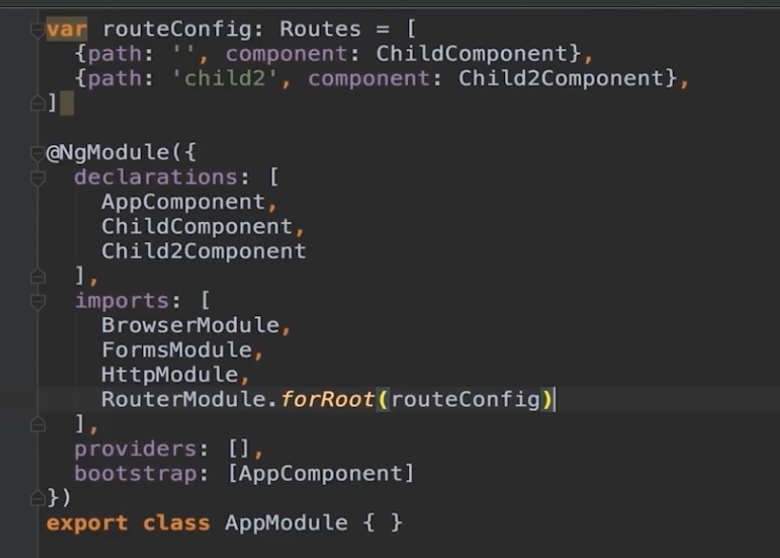 var routeConfig: Routes = [
  {path: '', component: ChildComponent},
  {path: 'child2', component: Child2Component},
]
@NgModule({
  declarations: [
    AppComponent,
    ChildComponent,
    Child2Component
  ],
  imports: [
    BrowserModule,
    FormsModule,
    HttpModule,
    RouterModule.forRoot(routeConfig)
  ],
  providers: [],
  bootstrap: [AppComponent]
})
export class AppModule { }